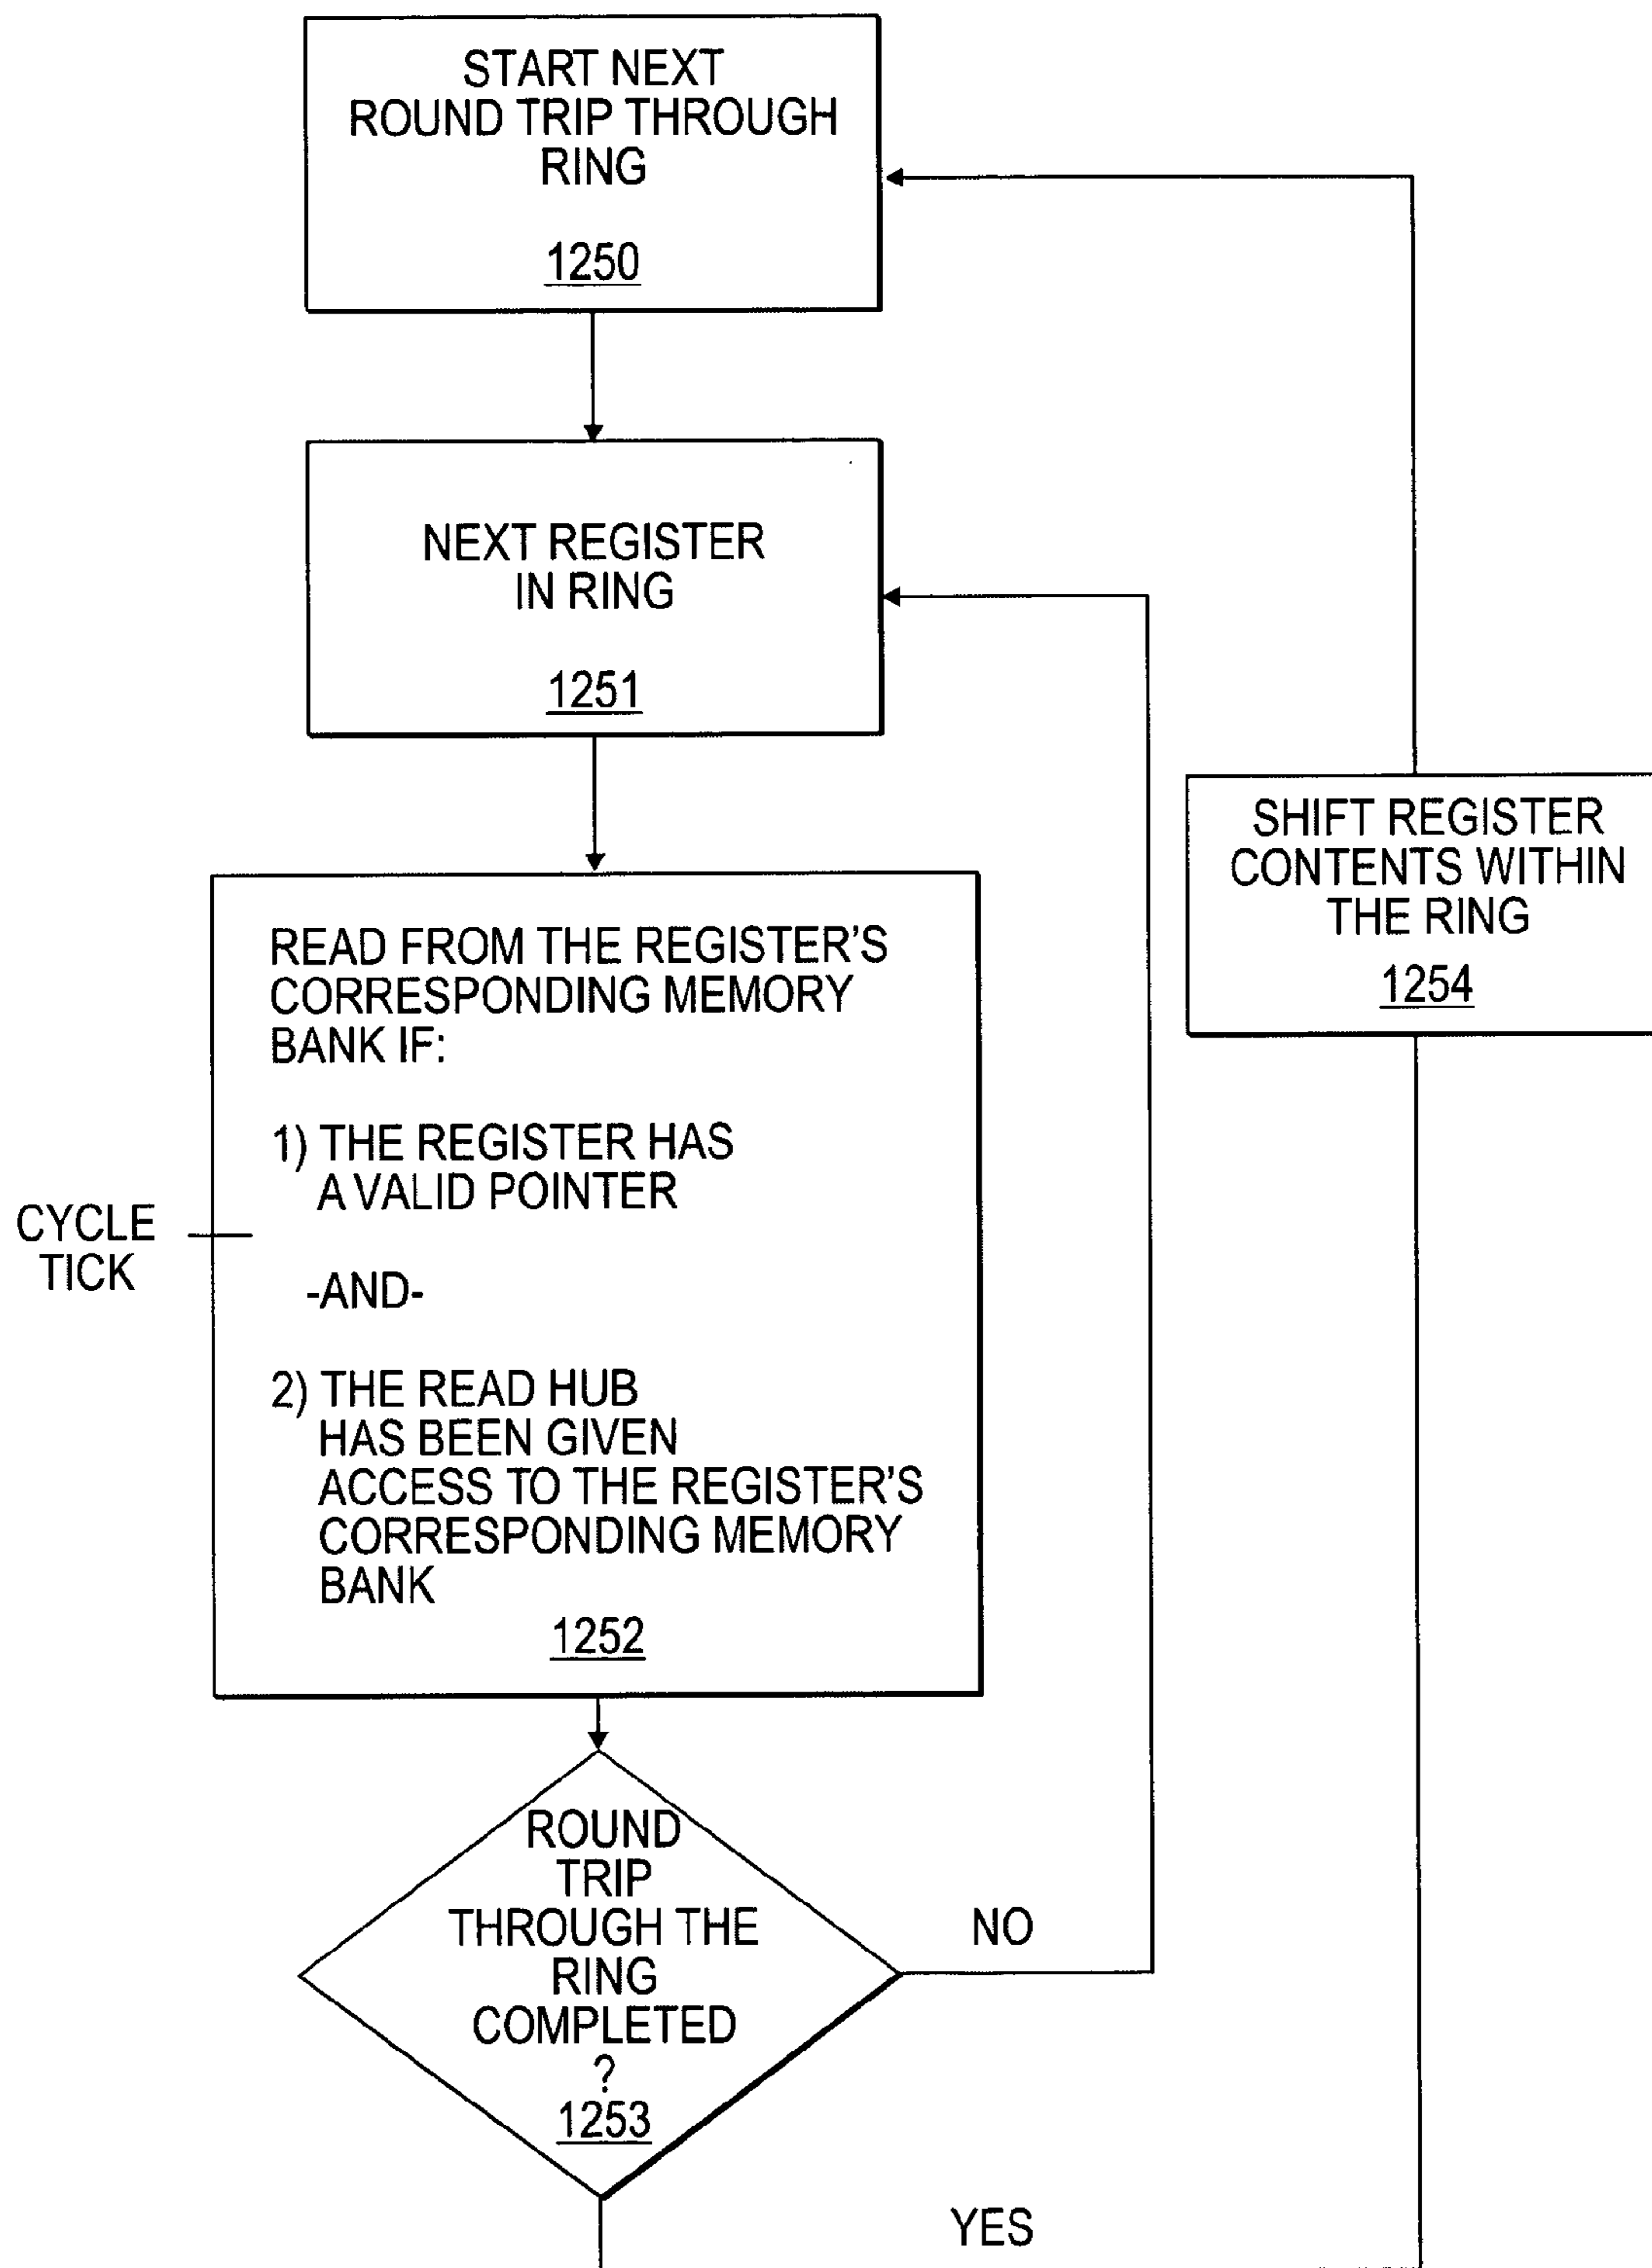 START NEXT
ROUND TRIP THROUGH
RING
1250
NEXT REGISTER
IN RING
1251
SHIFT REGISTER
CONTENTS WITHIN
THE RING
1254
READ FROM THE REGISTER'S
CORRESPONDING MEMORY
BANK IF:
1) THE REGISTER HAS
A VALID POINTER
-AND-
2) THE READ HUB
HAS BEEN GIVEN
ACCESS TO THE REGISTER'S
CORRESPONDING MEMORY
BANK
1252
CYCLE
TICK
ROUND
TRIP
THROUGH THE
RING
COMPLETED
?
1253
NO
YES